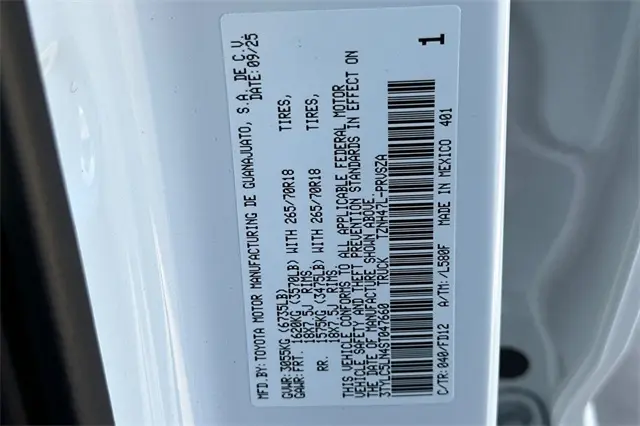 MFD.BY:TOYOTA MOTOR MANUFACTURING DE GUANAJUATO, S.A. DE C.V.
DATE:09/25
GVWR:3055KG (6735LB)
GAWR:FRT. 1620KG (3570LB) WITH 265/70R18 TIRES,
18X7.5J RIMS,
RR. 1575KG (3475LB) WITH 265/70R18 TIRES,
18X7.5J RIMS.
THIS VEHICLE CONFORMS TO ALL APPLICABLE FEDERAL MOTOR
VEHICLE SAFETY AND THEFT PREVENTION STANDARDS IN EFFECT ON
THE DATE OF MANUFACTURE SHOWN ABOVE.
3TYLC5LN4ST047660 TRUCK TZNH47L-PRVSZA
C/TR:040/FD12 A/TM:/L580F MADE IN MEXICO 401
1